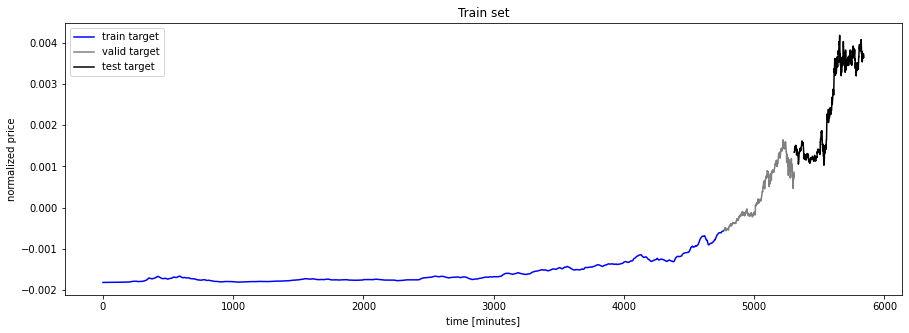 Train set
train target
valid target
test target
normalized price
0.004
0.003
0.002
0.001
0.000
−0.001
−0.002
0 1000 2000 3000 4000 5000 6000
time [minutes]